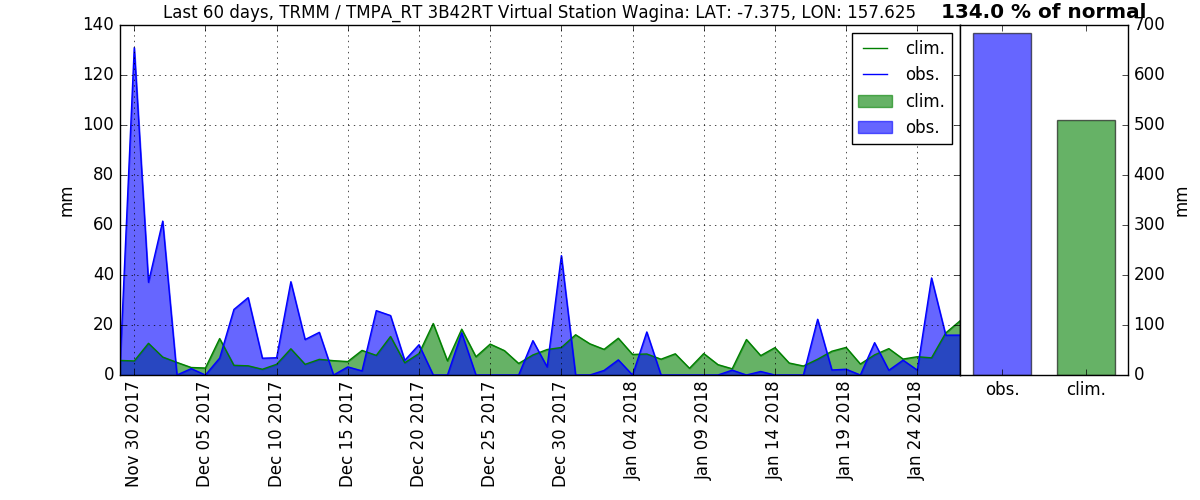 Last 60 days, TRMM / TMPA_RT 3B42RT Virtual Station Wagina: LAT: -7.375, LON: 157.625
134.0 % of normal
140
120
100
80
60
40
20
0
mm
clim.
obs.
clim.
obs.
Nov 30 2017
Dec 05 2017
Dec 10 2017
Dec 15 2017
Dec 20 2017
Dec 25 2017
Dec 30 2017
Jan 04 2018
Jan 09 2018
Jan 14 2018
Jan 19 2018
Jan 24 2018
700
600
500
400
300
200
100
0
mm
obs.
clim.